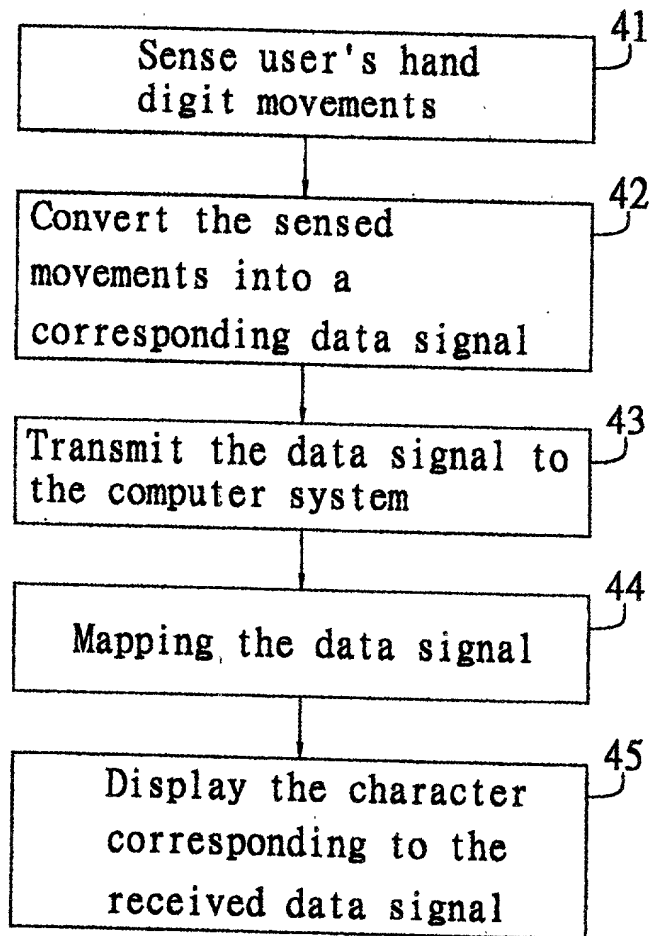 41
Sense user's hand
digit movements
42
Convert the sensed
movements into a
corresponding data signal
43
Transmit the data signal to
the computer system
44
Mapping the data signal
45
Display the character
corresponding to the
received data signal